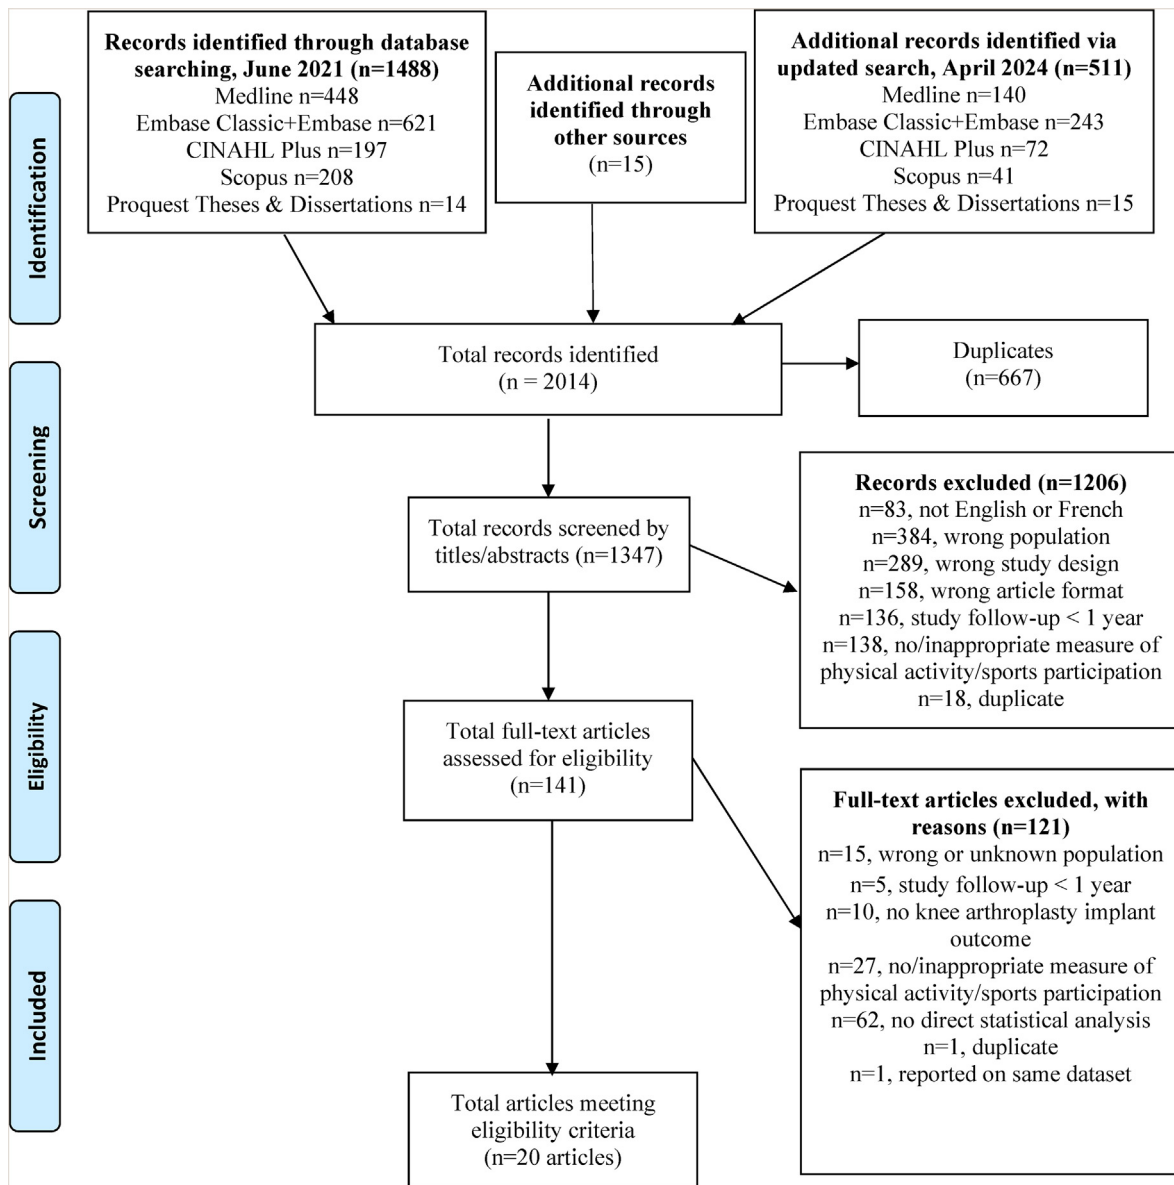 Records identified through database
searching, June 2021 (n=1488)
Medline n=448
Embase Classic+Embase n=621
CINAHL Plus n=197
Scopus n=208
Proquest Theses & Dissertations n=14
Additional records
identified through
other sources
(n=15)
Additional records identified via
updated search, April 2024 (n=511)
Medline n=140
Embase Classic+Embase n=243
CINAHL Plus n=72
Scopus n=41
Proquest Theses & Dissertations n=15
Identification
Total records identified
(n = 2014)
Duplicates
(n=667)
Screening
Total records screened by
titles/abstracts (n=1347)
Records excluded (n=1206)
n=83, not English or French
n=384, wrong population
n=289, wrong study design
n=158, wrong article format
n=136, study follow-up < 1 year
n=138, no/inappropriate measure of
physical activity/sports participation
n=18, duplicate
Eligibility
Total full-text articles
assessed for eligibility
(n=141)
Full-text articles excluded, with
reasons (n=121)
n=15, wrong or unknown population
n=5, study follow-up < 1 year
n=10, no knee arthroplasty implant
outcome
n=27, no/inappropriate measure of
physical activity/sports participation
n=62, no direct statistical analysis
n=1, duplicate
n=1, reported on same dataset
Included
Total articles meeting
eligibility criteria
(n=20 articles)